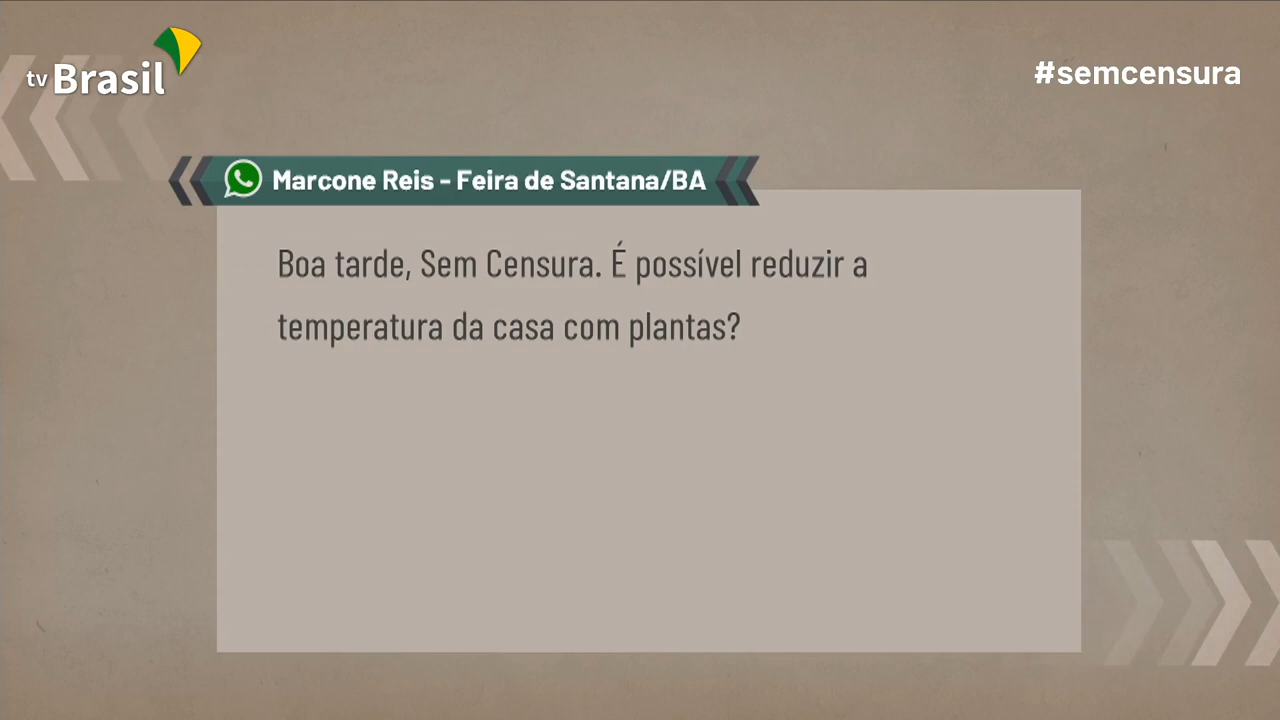 tv Brasil
#semcensura
Marcone Reis - Feira de Santana/BA
Boa tarde, Sem Censura. É possível reduzir a
temperatura da casa com plantas?